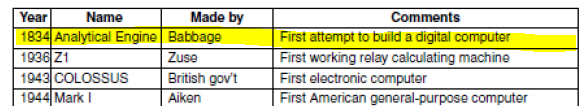 Year Name Made by Comments
1834 Analytical Engine Babbage First attempt to build a digital computer
1936 Z1 Zuse First working relay calculating machine
1943 COLOSSUS British gov't First electronic computer
1944 Mark I Aiken First American general-purpose computer